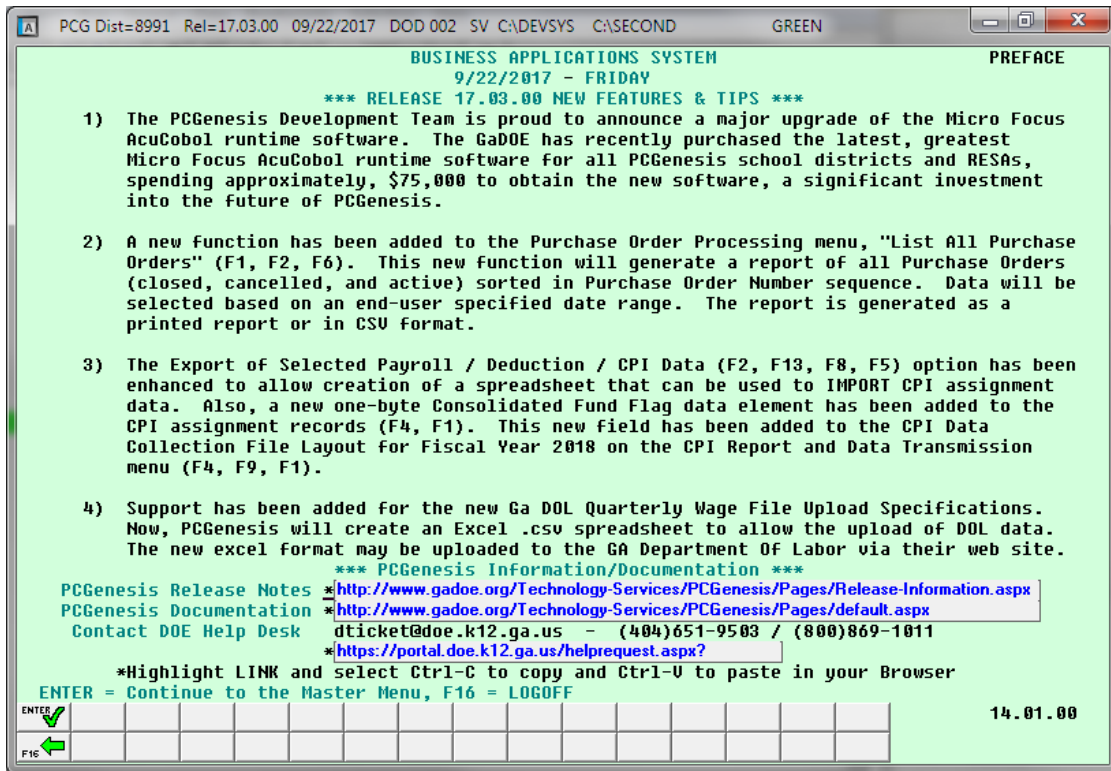 PCG Dist=8991 Rel=17.03.00 09/22/2017 DOD 002 SV C:\DEVSYS C:\SECOND GREEN
BUSINESS APPLICATIONS SYSTEM PREFACE
9/22/2017 - FRIDAY
*** RELEASE 17.03.00 NEW FEATURES & TIPS ***
1) The PCGenesis Development Team is proud to announce a major upgrade of the Micro Focus
AcuCobol runtime software. The GaDOE has recently purchased the latest, greatest
Micro Focus AcuCobol runtime software for all PCGenesis school districts and RESAs,
spending approximately, $75,000 to obtain the new software, a significant investment
into the future of PCGenesis.
2) A new function has been added to the Purchase Order Processing menu, "List All Purchase
Orders" (F1, F2, F6). This new function will generate a report of all Purchase Orders
(closed, cancelled, and active) sorted in Purchase Order Number sequence. Data will be
selected based on an end-user specified date range. The report is generated as a
printed report or in CSV format.
3) The Export of Selected Payroll / Deduction / CPI Data (F2, F13, F8, F5) option has been
enhanced to allow creation of a spreadsheet that can be used to IMPORT CPI assignment
data. Also, a new one-byte Consolidated Fund Flag data element has been added to the
CPI assignment records (F4, F1). This new field has been added to the CPI Data
Collection File Layout for Fiscal Year 2018 on the CPI Report and Data Transmission
menu (F4, F9, F1).
4) Support has been added for the new Ga DOL Quarterly Wage File Upload Specifications.
Now, PCGenesis will create an Excel .csv spreadsheet to allow the upload of DOL data.
The new excel format may be uploaded to the GA Department Of Labor via their web site.
*** PCGenesis Information/Documentation ***
PCGenesis Release Notes *http://www.gadoe.org/Technology-Services/PCGenesis/Pages/Release-Information.aspx
PCGenesis Documentation *http://www.gadoe.org/Technology-Services/PCGenesis/Pages/default.aspx
Contact DOE Help Desk dticket@doe.k12.ga.us - (404)651-9503 / (800)869-1011
*https://portal.doe.k12.ga.us/helprequest.aspx?
*Highlight LINK and select Ctrl-C to copy and Ctrl-V to paste in your Browser
ENTER = Continue to the Master Menu, F16 = LOGOFF
ENTER 14.01.00
F16